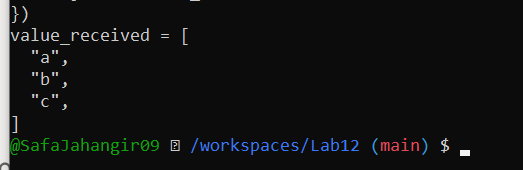 })
value_received = [
  "a",
  "b",
  "c",
]
@SafaJahangir09 /workspaces/Lab12 (main) $